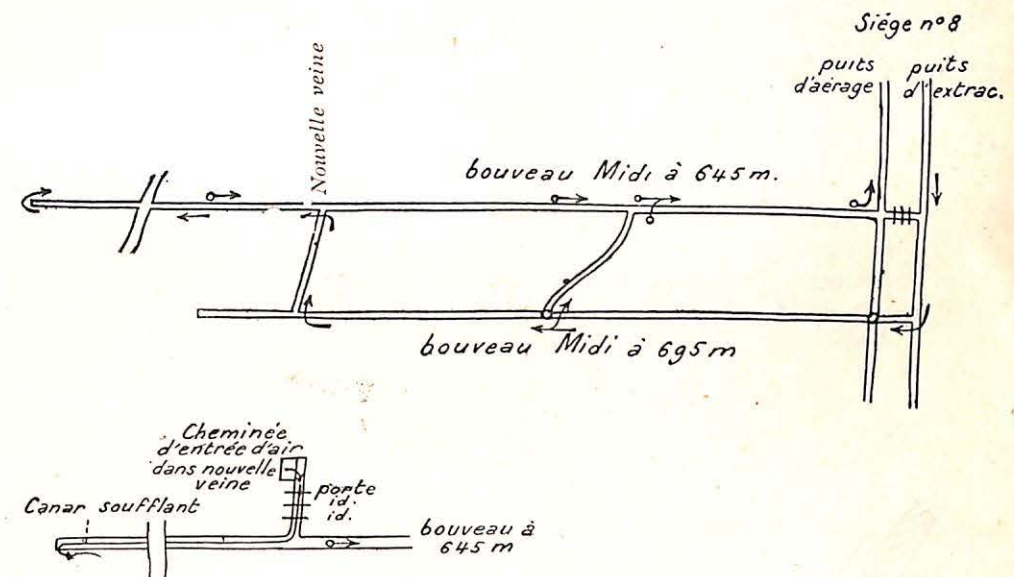 Siège n° 8
puits
d'aérage
puits
d'extrac.
Nouvelle veine
bouveau Midi à 645 m.
bouveau Midi à 695 m
Cheminée
d'entrée d'air
dans nouvelle
veine
porte
id.
id.
Canar soufflant
bouveau à
645 m